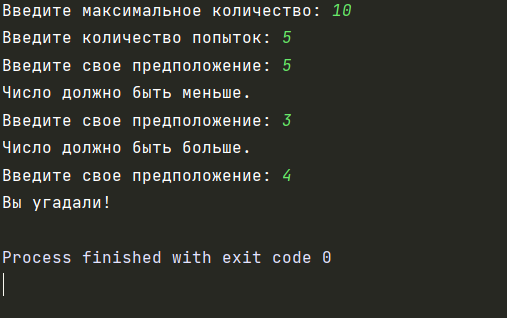 Введите максимальное количество: 10
Введите количество попыток: 5
Введите свое предположение: 5
Число должно быть меньше.
Введите свое предположение: 3
Число должно быть больше.
Введите свое предположение: 4
Вы угадали!
Process finished with exit code 0